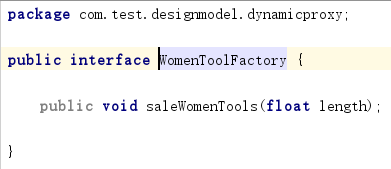 package com.test.designmodel.dynamicproxy;
public interface WomenToolFactory {
public void saleWomenTools(float length);
}